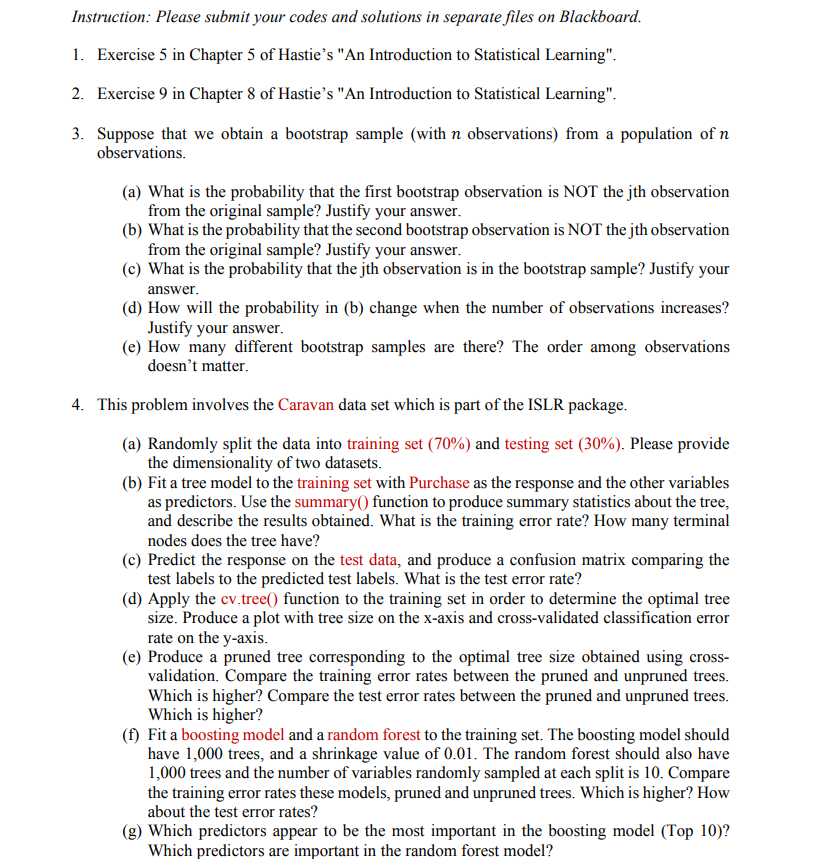 Instruction: Please submit your codes and solutions in separate files on Blackboard.
1. Exercise 5 in Chapter 5 of Hastie’s "An Introduction to Statistical Learning".
2. Exercise 9 in Chapter 8 of Hastie’s "An Introduction to Statistical Learning".
3. Suppose that we obtain a bootstrap sample (with n observations) from a population of n
observations.
(a) What is the probability that the first bootstrap observation is NOT the jth observation
from the original sample? Justify your answer.
(b) What is the probability that the second bootstrap observation is NOT the jth observation
from the original sample? Justify your answer.
(c) What is the probability that the jth observation is in the bootstrap sample? Justify your
answer.
(d) How will the probability in (b) change when the number of observations increases?
Justify your answer.
(e) How many different bootstrap samples are there? The order among observations
doesn’t matter.
4. This problem involves the Caravan data set which is part of the ISLR package.
(a) Randomly split the data into training set (70%) and testing set (30%). Please provide
the dimensionality of two datasets.
(b) Fit a tree model to the training set with Purchase as the response and the other variables
as predictors. Use the summary() function to produce summary statistics about the tree,
and describe the results obtained. What is the training error rate? How many terminal
nodes does the tree have?
(c) Predict the response on the test data, and produce a confusion matrix comparing the
test labels to the predicted test labels. What is the test error rate?
(d) Apply the cv.tree() function to the training set in order to determine the optimal tree
size. Produce a plot with tree size on the x-axis and cross-validated classification error
rate on the y-axis.
(e) Produce a pruned tree corresponding to the optimal tree size obtained using cross-
validation. Compare the training error rates between the pruned and unpruned trees.
Which is higher? Compare the test error rates between the pruned and unpruned trees.
Which is higher?
(f) Fit a boosting model and a random forest to the training set. The boosting model should
have 1,000 trees, and a shrinkage value of 0.01. The random forest should also have
1,000 trees and the number of variables randomly sampled at each split is 10. Compare
the training error rates these models, pruned and unpruned trees. Which is higher? How
about the test error rates?
(g) Which predictors appear to be the most important in the boosting model (Top 10)?
Which predictors are important in the random forest model?